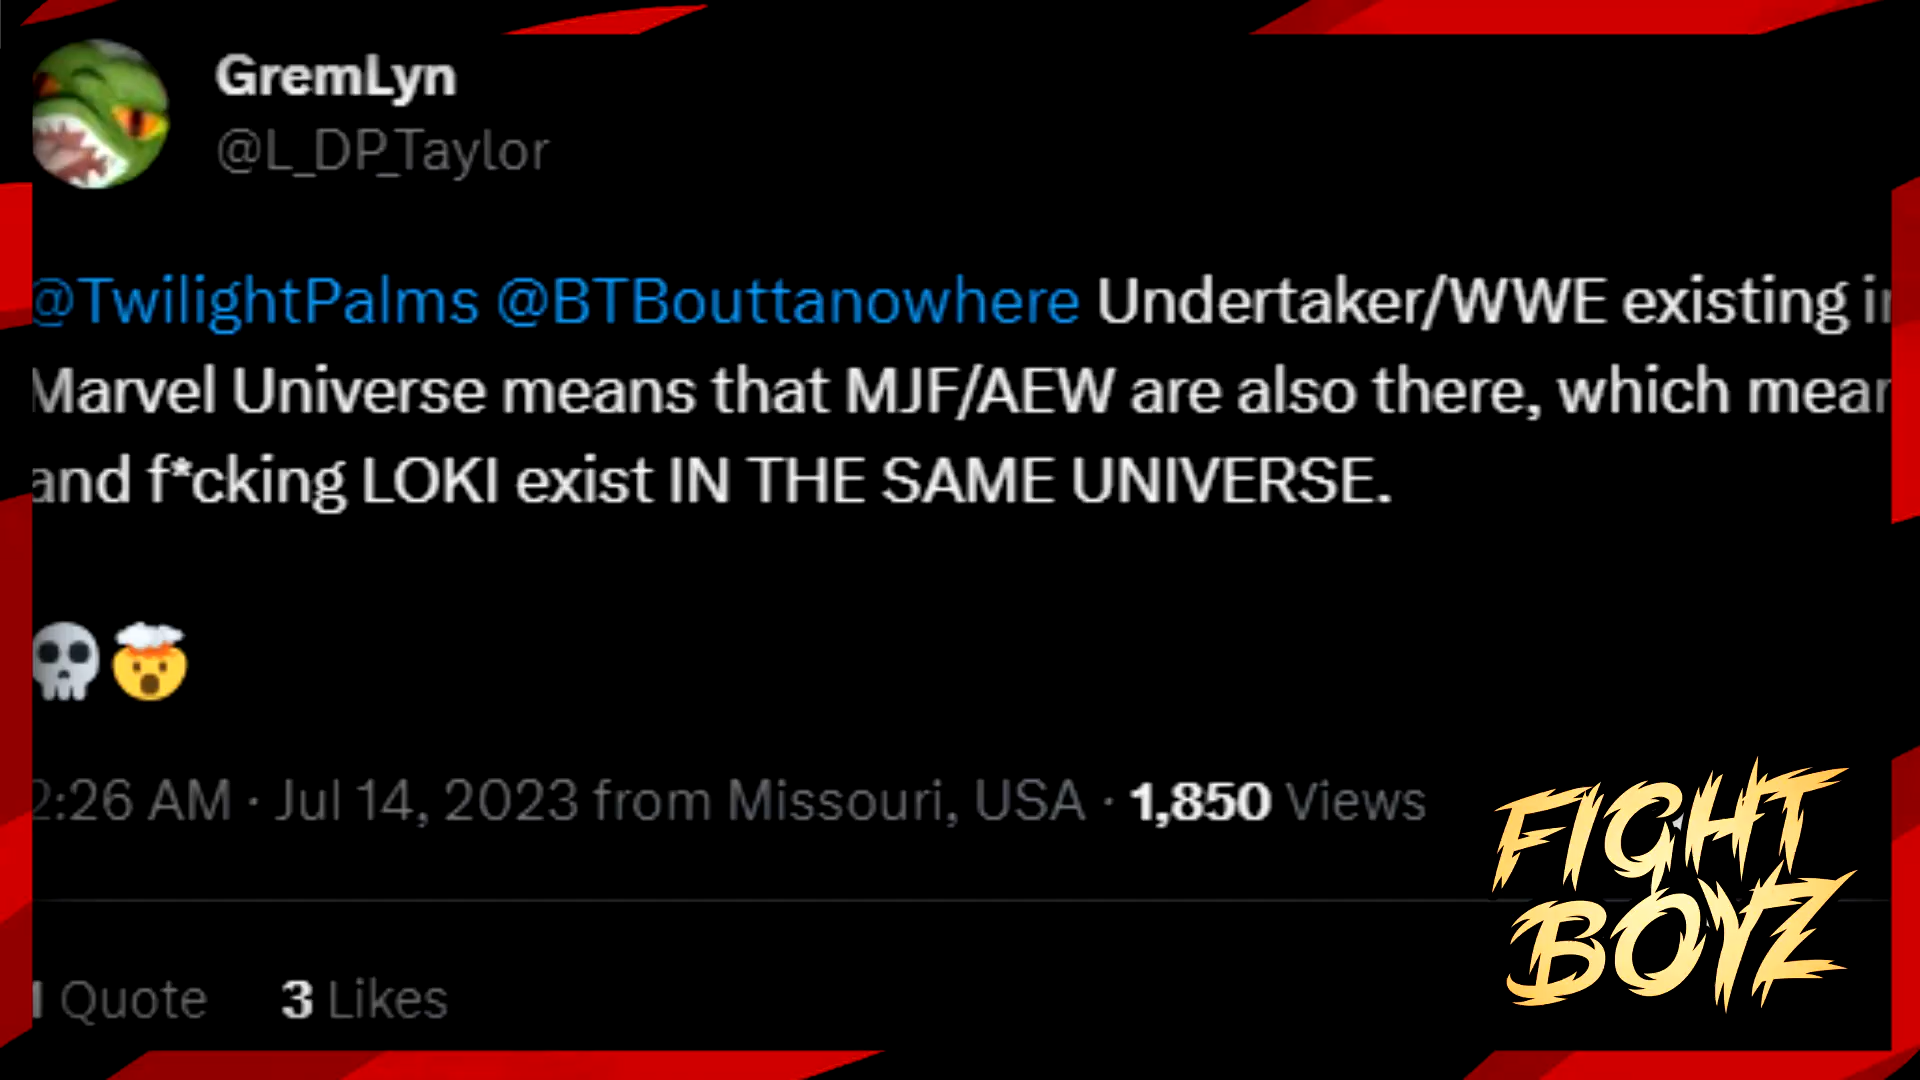 GremLyn
@L_DP_Taylor
@TwilightPalms @BTBouttanowhere Undertaker/WWE existing
Marvel Universe means that MJF/AEW are also there, which
and f*cking LOKI exist IN THE SAME UNIVERSE.
2:26 AM · Jul 14, 2023 from Missouri, USA · 1,850 Views
Quote 3 Likes
FIGHT
BOYZ